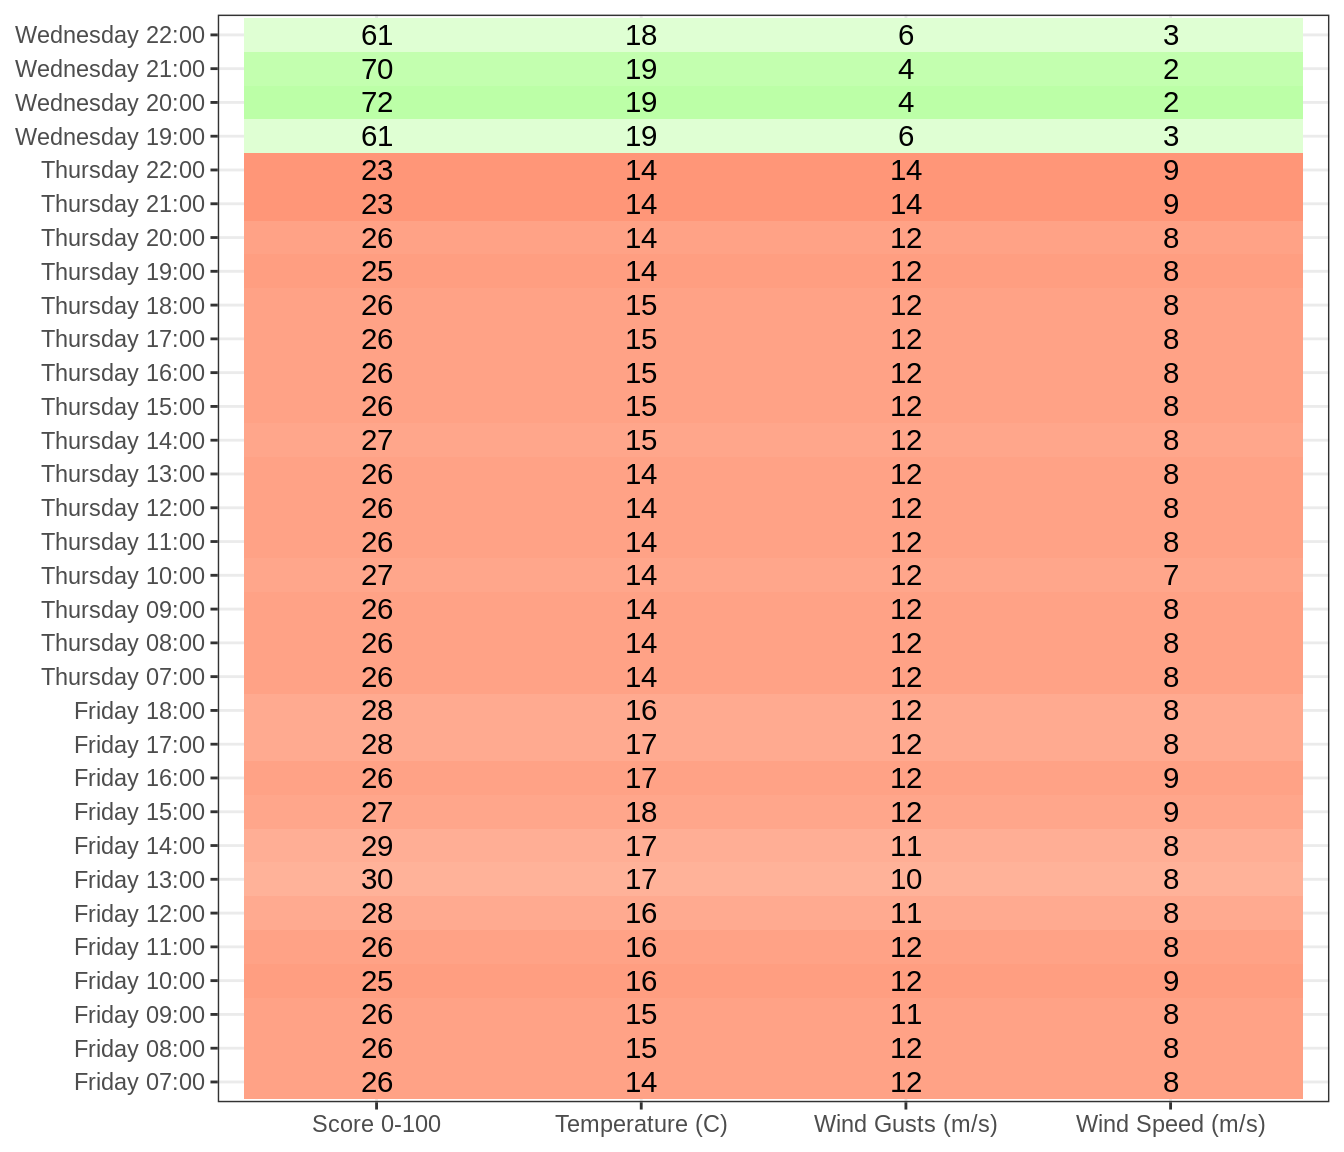 Wednesday 22:00 61 18 6 3
Wednesday 21:00 70 19 4 2
Wednesday 20:00 72 19 4 2
Wednesday 19:00 61 19 6 3
Thursday 22:00 23 14 14 9
Thursday 21:00 23 14 14 9
Thursday 20:00 26 14 12 8
Thursday 19:00 25 14 12 8
Thursday 18:00 26 15 12 8
Thursday 17:00 26 15 12 8
Thursday 16:00 26 15 12 8
Thursday 15:00 26 15 12 8
Thursday 14:00 27 15 12 8
Thursday 13:00 26 14 12 8
Thursday 12:00 26 14 12 8
Thursday 11:00 26 14 12 8
Thursday 10:00 27 14 12 7
Thursday 09:00 26 14 12 8
Thursday 08:00 26 14 12 8
Thursday 07:00 26 14 12 8
Friday 18:00 28 16 12 8
Friday 17:00 28 17 12 8
Friday 16:00 26 17 12 9
Friday 15:00 27 18 12 9
Friday 14:00 29 17 11 8
Friday 13:00 30 17 10 8
Friday 12:00 28 16 11 8
Friday 11:00 26 16 12 8
Friday 10:00 25 16 12 9
Friday 09:00 26 15 11 8
Friday 08:00 26 15 12 8
Friday 07:00 26 14 12 8
Score 0-100 Temperature (C) Wind Gusts (m/s) Wind Speed (m/s)